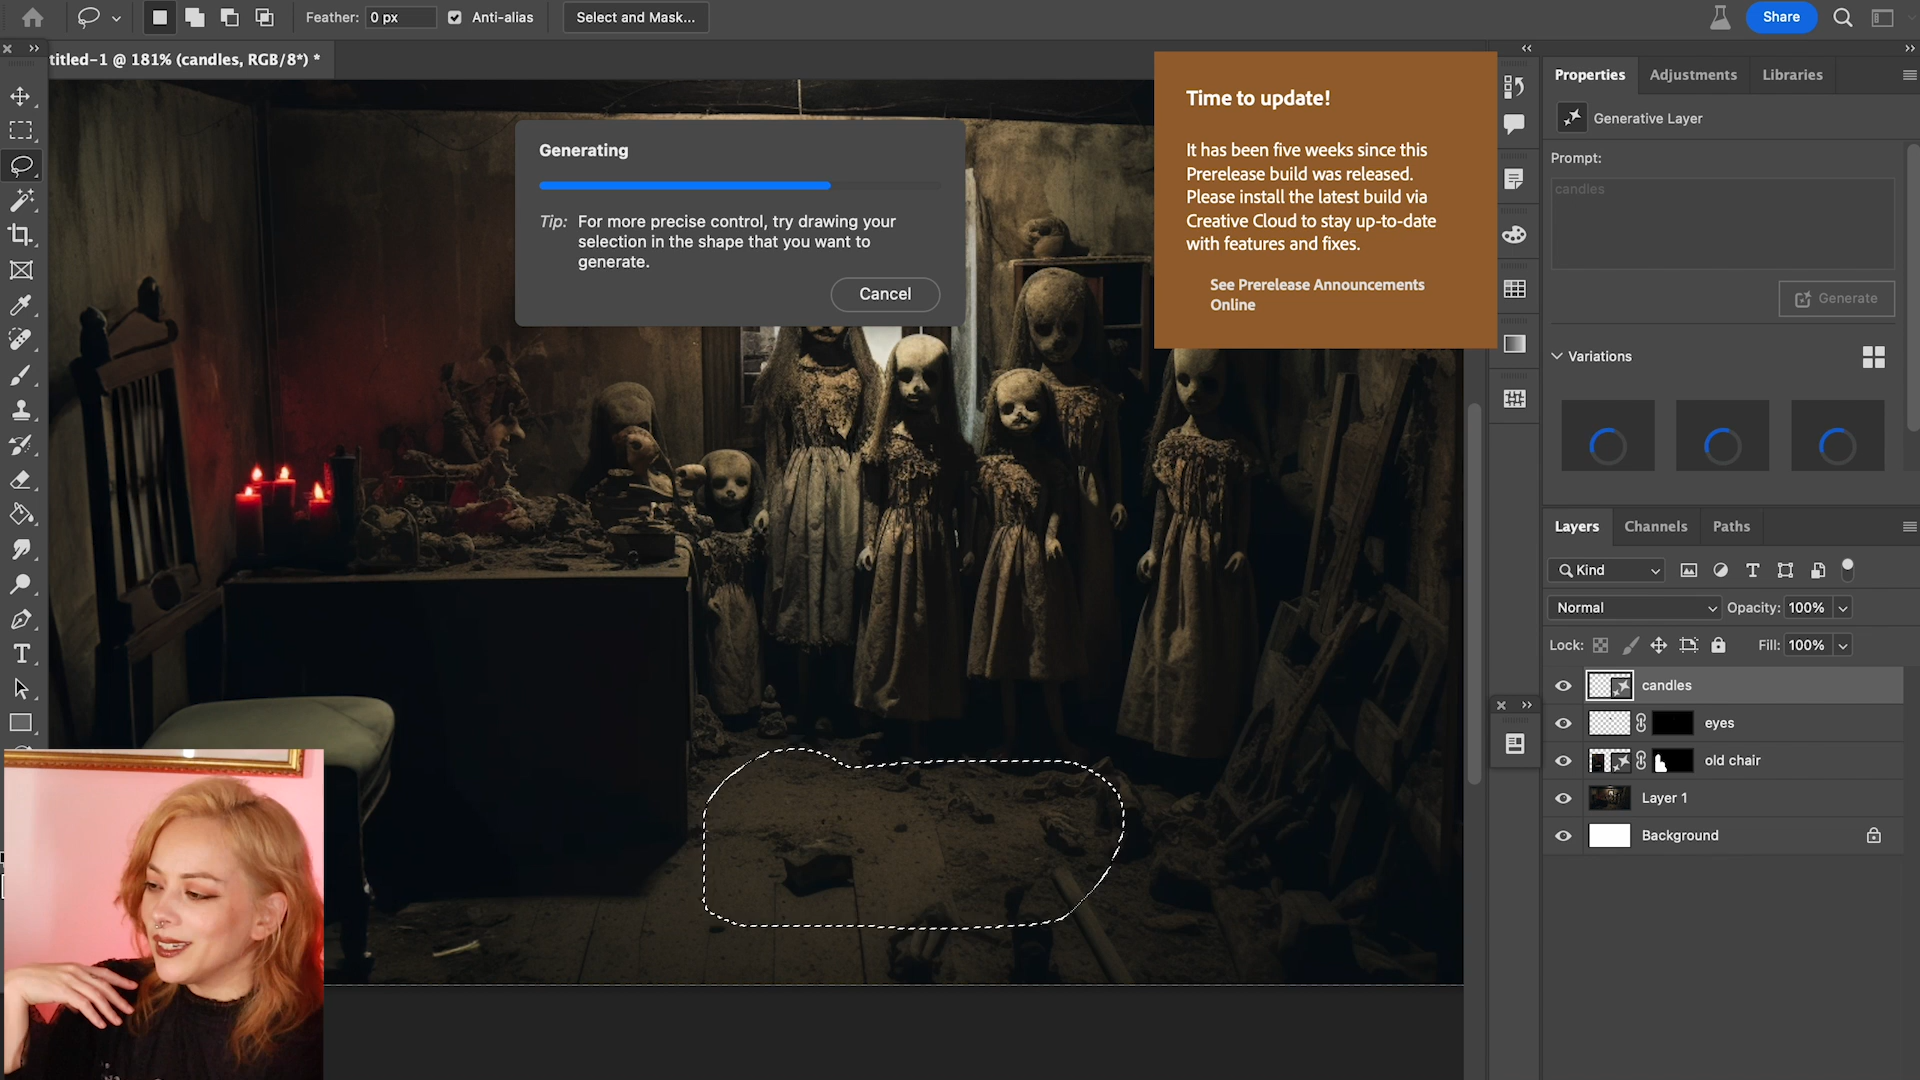 Feather:
0 px
Anti-alias
Select and Mask...
Share
titled-1 @ 181% (candles, RGB/8*) *
Generating
Tip: For more precise control, try drawing your
selection in the shape that you want to
generate.
Cancel
Time to update!
It has been five weeks since this
Prerelease build was released.
Please install the latest build via
Creative Cloud to stay up-to-date
with features and fixes.
See Prerelease Announcements
Online
Properties
Adjustments
Libraries
Generative Layer
Prompt:
candles
Generate
Variations
Layers
Channels
Paths
Kind
Normal
Opacity: 100%
Lock:
Fill: 100%
candles
eyes
old chair
Layer 1
Background